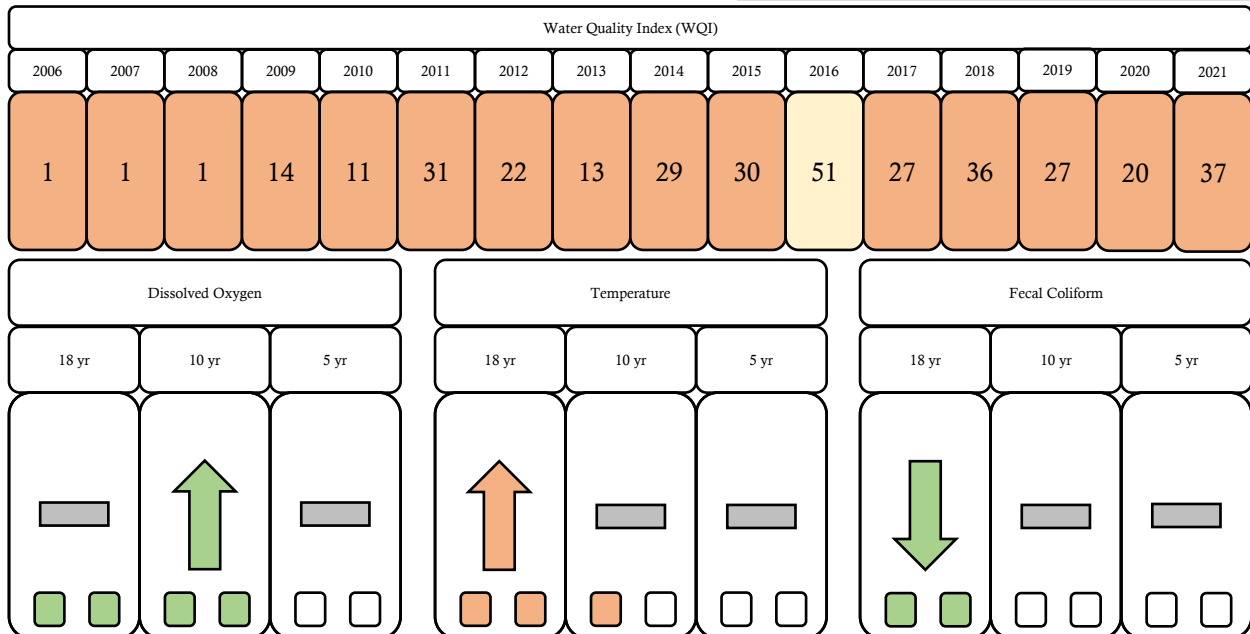 Water Quality Index (WQI)
2006 2007 2008 2009 2010 2011 2012 2013 2014 2015 2016 2017 2018 2019 2020 2021
1 1 1 14 11 31 22 13 29 30 51 27 36 27 20 37
Dissolved Oxygen Temperature Fecal Coliform
18 yr 10 yr 5 yr 18 yr 10 yr 5 yr 18 yr 10 yr 5 yr